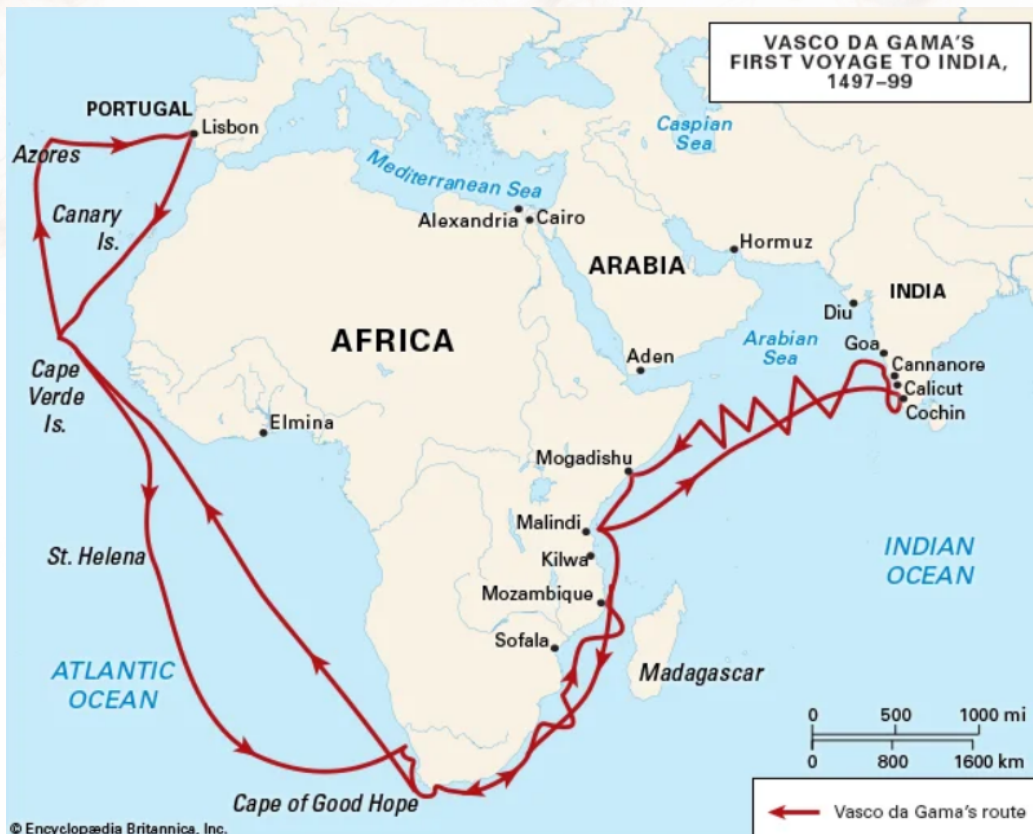 VASCO DA GAMA'S
FIRST VOYAGE TO INDIA,
1497–99
PORTUGAL
Lisbon
Azores
Caspian
Sea
Mediterranean Sea
Canary
Is.
Alexandria
Cairo
Hormuz
ARABIA
INDIA
Diu
AFRICA
Arabian
Sea
Goa
Aden
Cannanore
Calicut
Cochin
Cape
Verde
Is.
Elmina
Mogadishu
Malindi
St. Helena
Kilwa
INDIAN
OCEAN
Mozambique
Sofala
Madagascar
ATLANTIC
OCEAN
0 500 1000 mi
0 800 1600 km
Cape of Good Hope
Vasco da Gama's route
© Encyclopædia Britannica, Inc.